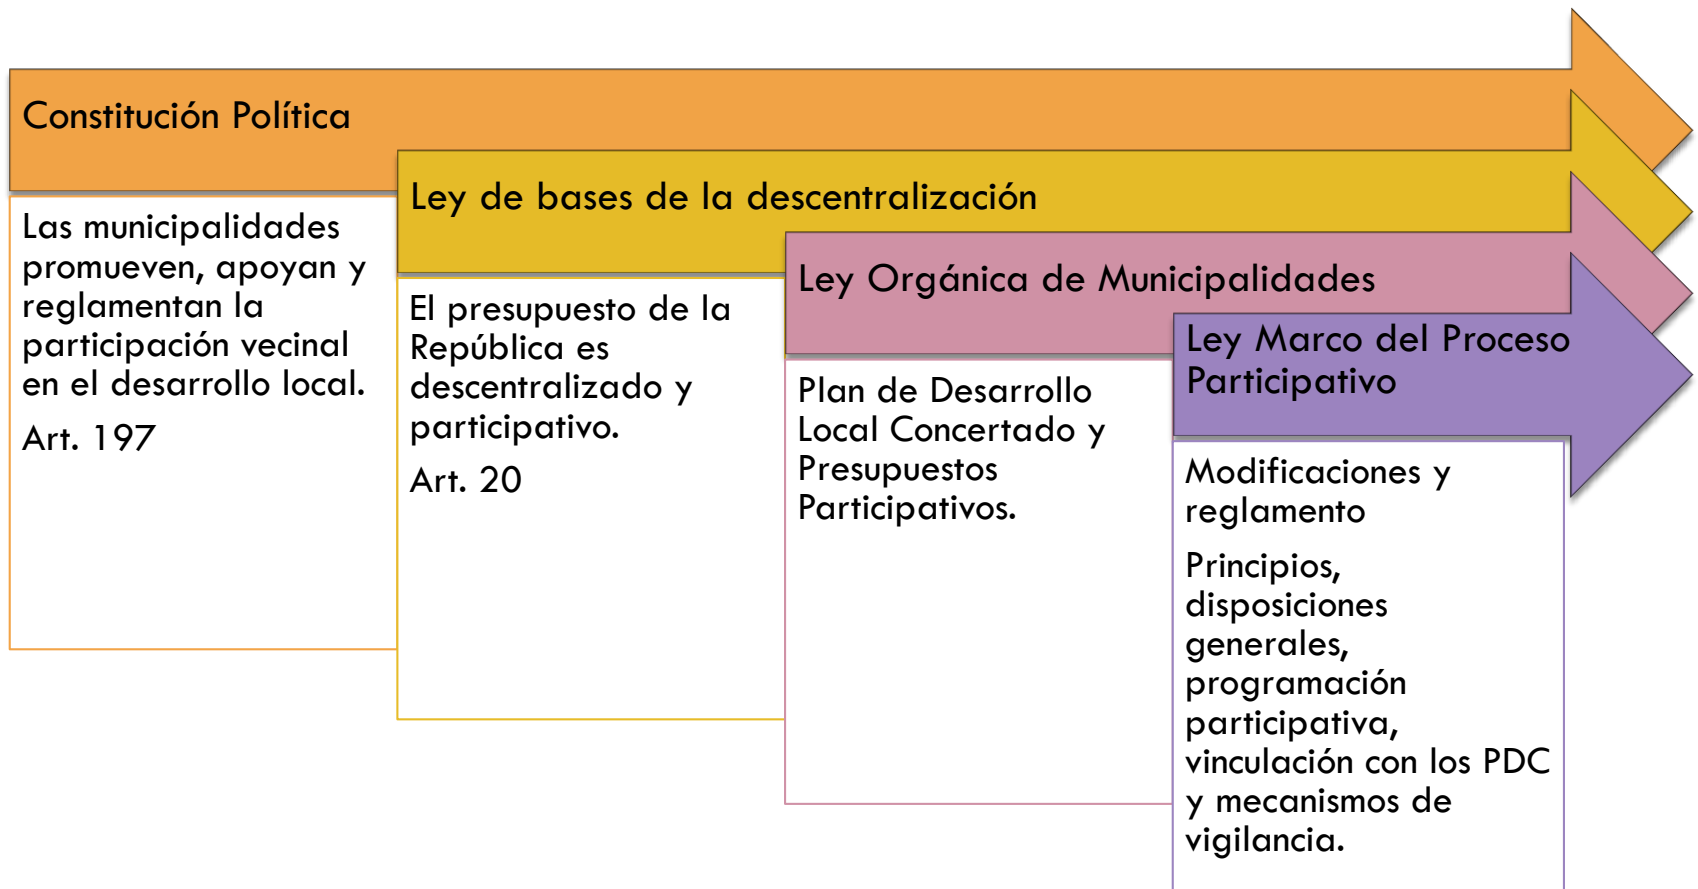 Constitución Política
Las municipalidades
promueven, apoyan y
reglamentan la
participación vecinal
en el desarrollo local.
Art. 197
Ley de bases de la descentralización
El presupuesto de la
República es
descentralizado y
participativo.
Art. 20
Ley Orgánica de Municipalidades
Plan de Desarrollo
Local Concertado y
Presupuestos
Participativos.
Ley Marco del Proceso
Participativo
Modificaciones y
reglamento
Principios,
disposiciones
generales,
programación
participativa,
vinculación con los PDC
y mecanismos de
vigilancia.